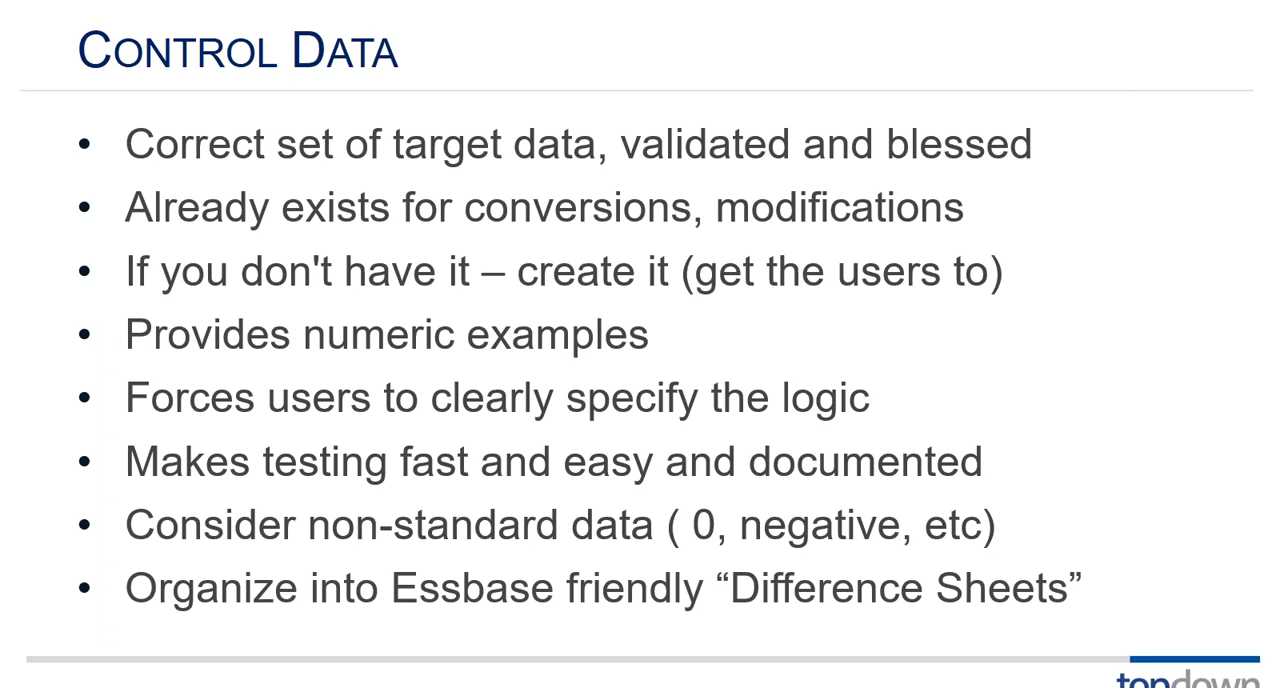 CONTROL DATA
• Correct set of target data, validated and blessed
• Already exists for conversions, modifications
• If you don't have it – create it (get the users to)
• Provides numeric examples
• Forces users to clearly specify the logic
• Makes testing fast and easy and documented
• Consider non-standard data ( 0, negative, etc)
• Organize into Essbase friendly “Difference Sheets”
topdown